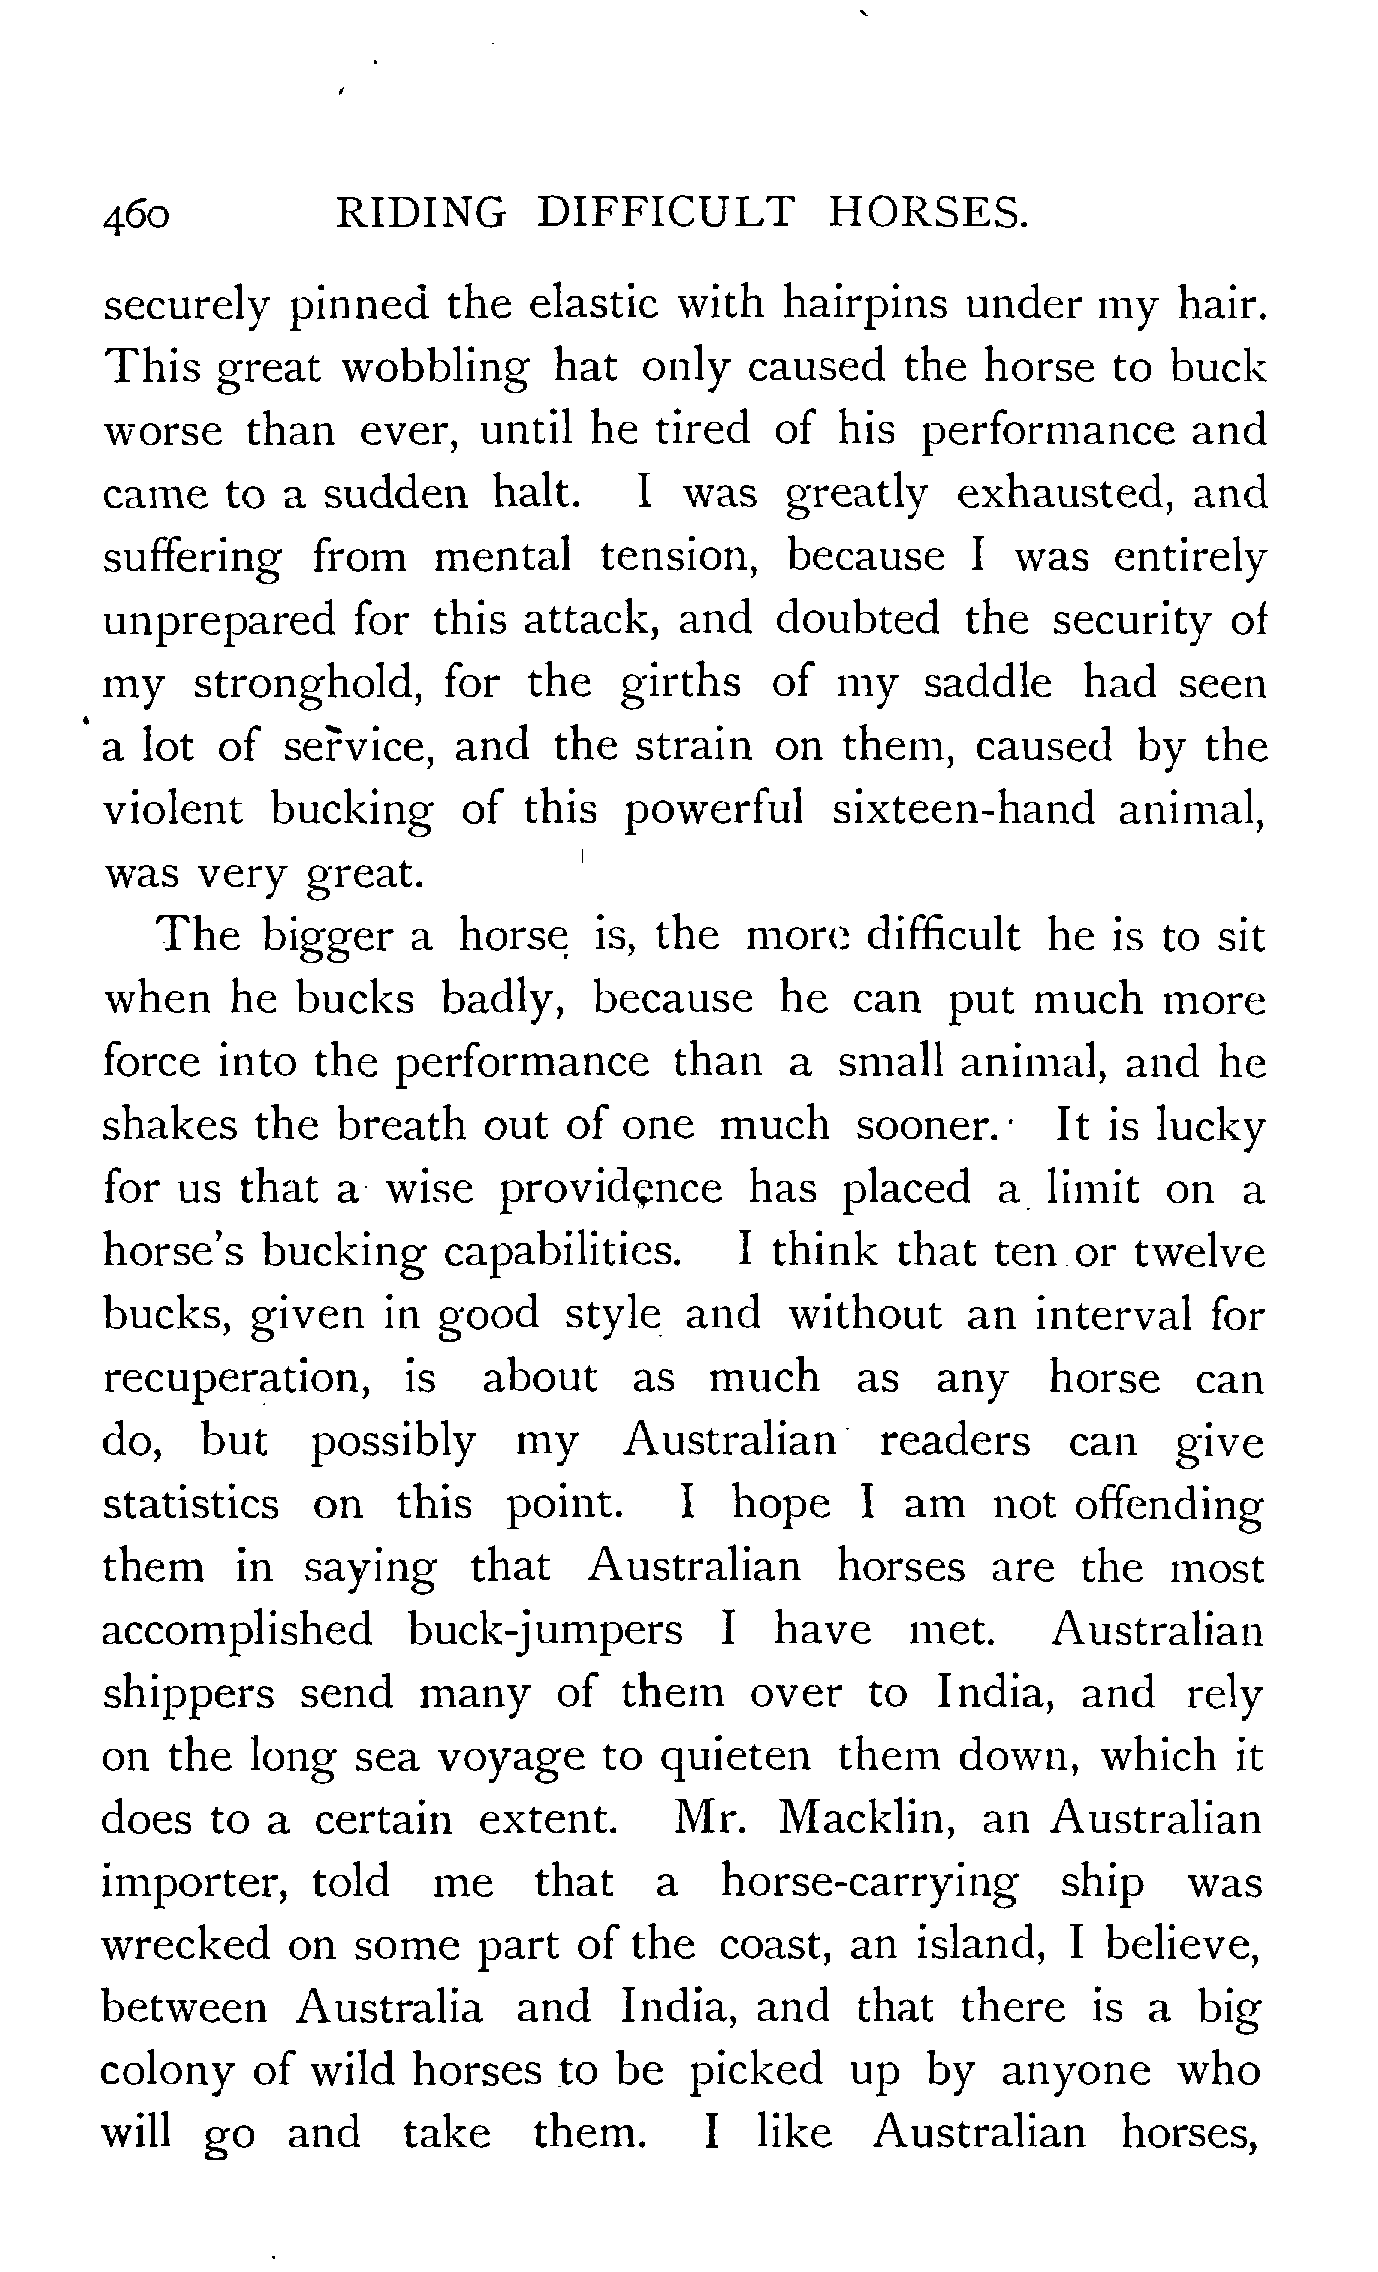 460 RIDING DIFFICULT HORSES.
securely pinned the elastic with hairpins under my hair.
This great wobbling hat only caused the horse to buck
worse than ever, until he tired of his performance and
came to a sudden halt. I was greatly exhausted, and
suffering from mental tension, because I was entirely
unprepared for this attack, and doubted the security of
my stronghold, for the girths of my saddle had seen
a lot of service, and the strain on them, caused by the
violent bucking of this powerful sixteen-hand animal,
was very great.
The bigger a horse is, the more difficult he is to sit
when he bucks badly, because he can put much more
force into the performance than a small animal, and he
shakes the breath out of one much sooner. It is lucky
for us that a wise providence has placed a limit on a
horse's bucking capabilities. I think that ten or twelve
bucks, given in good style and without an interval for
recuperation, is about as much as any horse can
do, but possibly my Australian readers can give
statistics on this point. I hope I am not offending
them in saying that Australian horses are the most
accomplished buck-jumpers I have met. Australian
shippers send many of them over to India, and rely
on the long sea voyage to quieten them down, which it
does to a certain extent. Mr. Macklin, an Australian
importer, told me that a horse-carrying ship was
wrecked on some part of the coast, an island, I believe,
between Australia and India, and that there is a big
colony of wild horses to be picked up by anyone who
will go and take them. I like Australian horses,